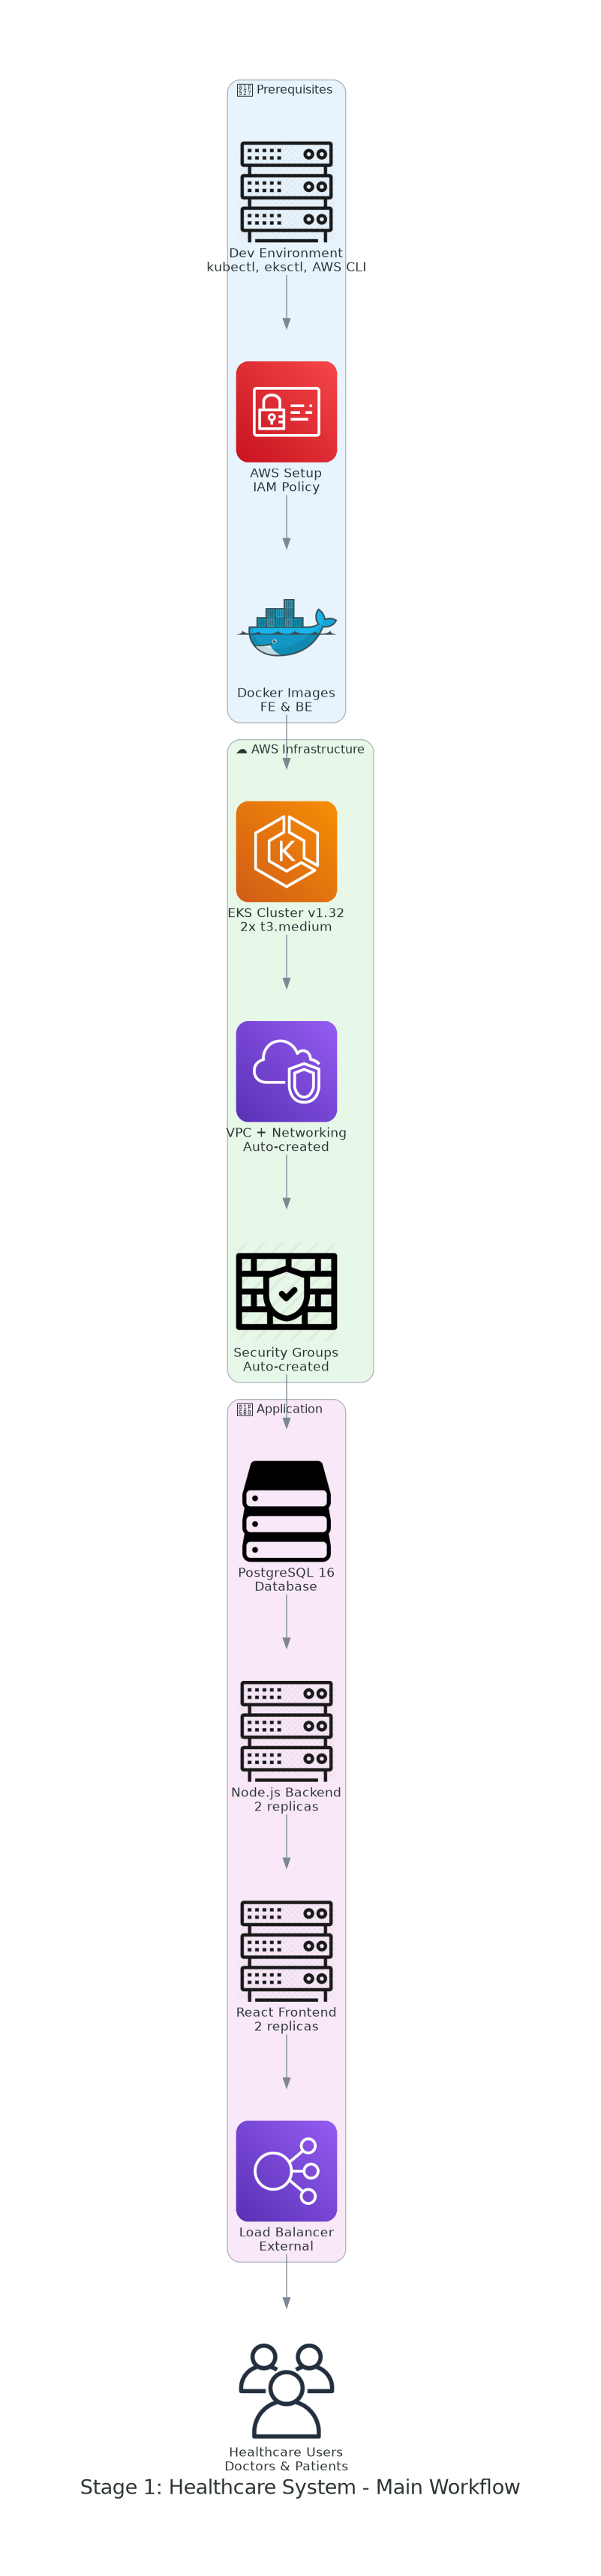 Prerequisites
Dev Environment
kubectl, eksctl, AWS CLI
AWS Setup
IAM Policy
Docker Images
FE & BE
☁ AWS Infrastructure
K
EKS Cluster v1.32
2x t3.medium
VPC + Networking
Auto-created
Security Groups
Auto-created
Application
PostgreSQL 16
Database
Node.js Backend
2 replicas
React Frontend
2 replicas
Load Balancer
External
Healthcare Users
Doctors & Patients
Stage 1: Healthcare System - Main Workflow